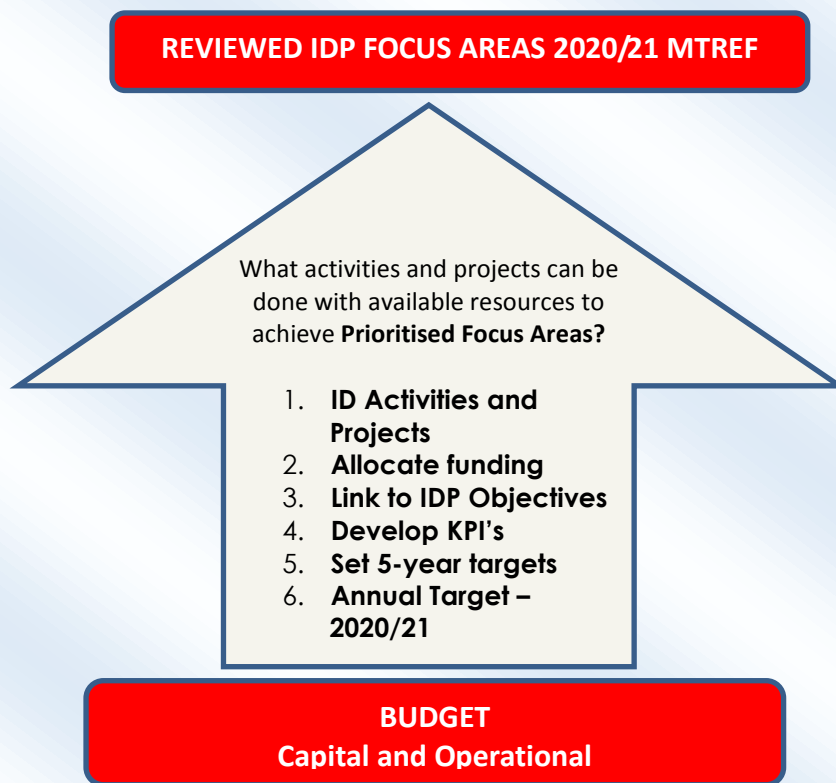 REVIEWED IDP FOCUS AREAS 2020/21 MTREF
What activities and projects can be
done with available resources to
achieve Prioritised Focus Areas?
1. ID Activities and
Projects
2. Allocate funding
3. Link to IDP Objectives
4. Develop KPI's
5. Set 5-year targets
6. Annual Target –
2020/21
BUDGET
Capital and Operational